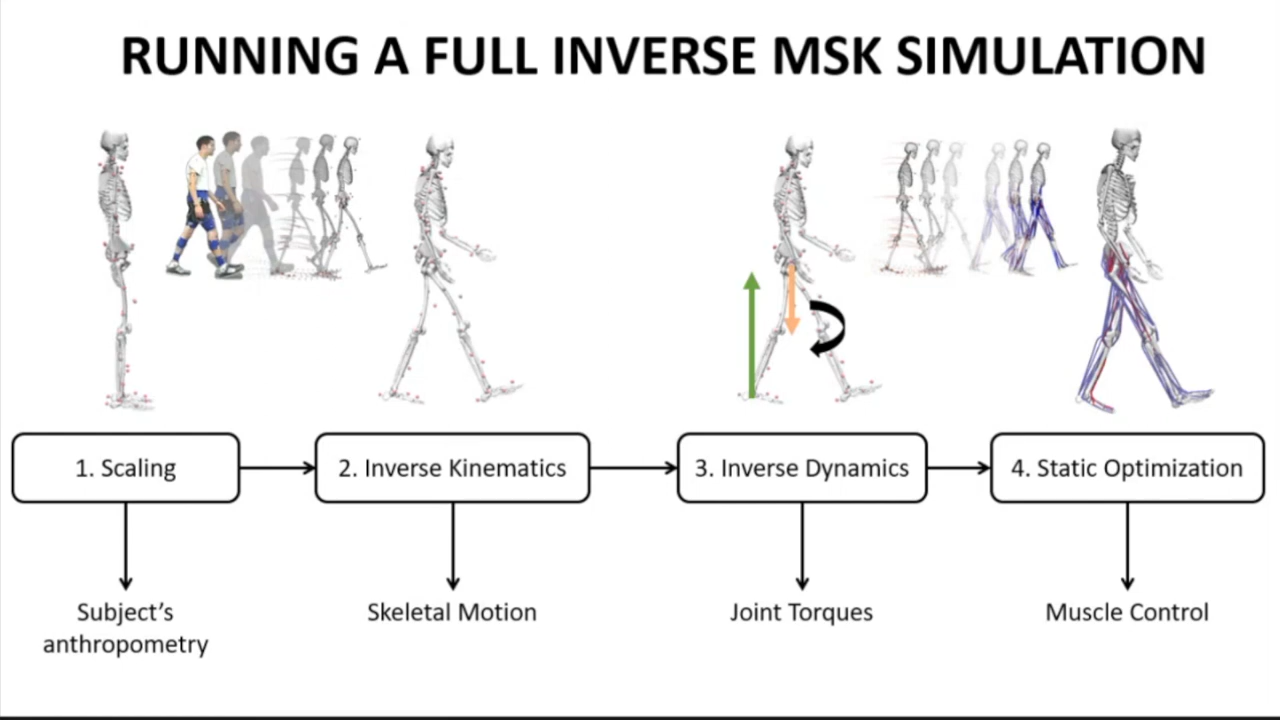 RUNNING A FULL INVERSE MSK SIMULATION
1. Scaling
2. Inverse Kinematics
3. Inverse Dynamics
4. Static Optimization
Subject’s
anthropometry
Skeletal Motion
Joint Torques
Muscle Control